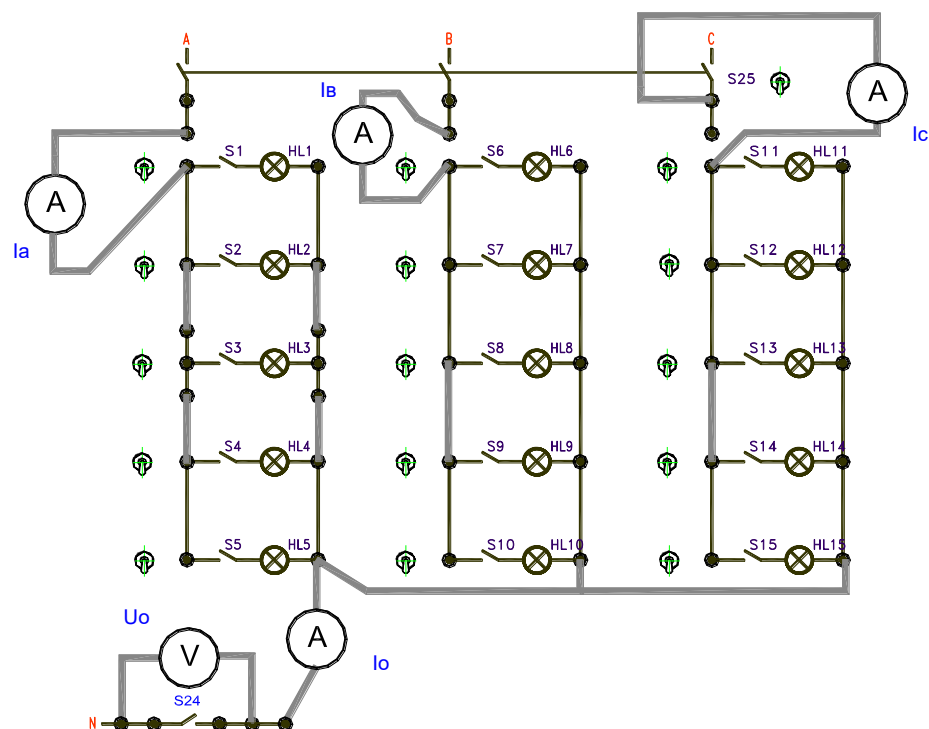 A B C
S25
Iв
A
A
Ic
A
Ia
S1 HL1 S6 HL6 S11 HL11
S2 HL2 S7 HL7 S12 HL12
S3 HL3 S8 HL8 S13 HL13
S4 HL4 S9 HL9 S14 HL14
S5 HL5 S10 HL10 S15 HL15
Uo
V
A
Io
S24
N